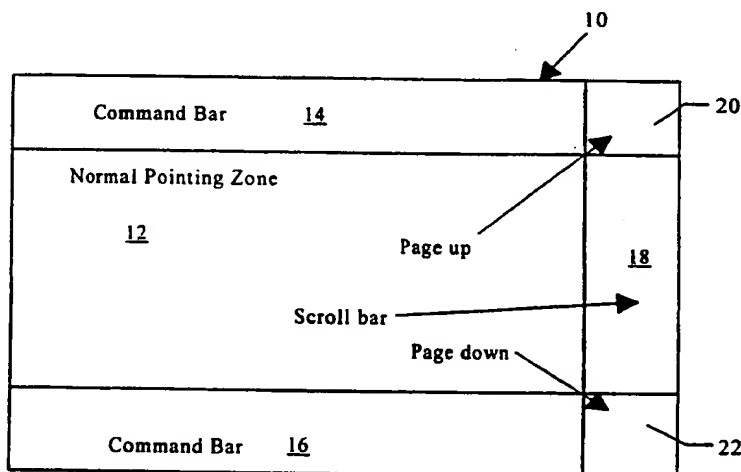 10
Command Bar 14
20
Normal Pointing Zone
12
Page up
18
Scroll bar
Page down
Command Bar 16
22